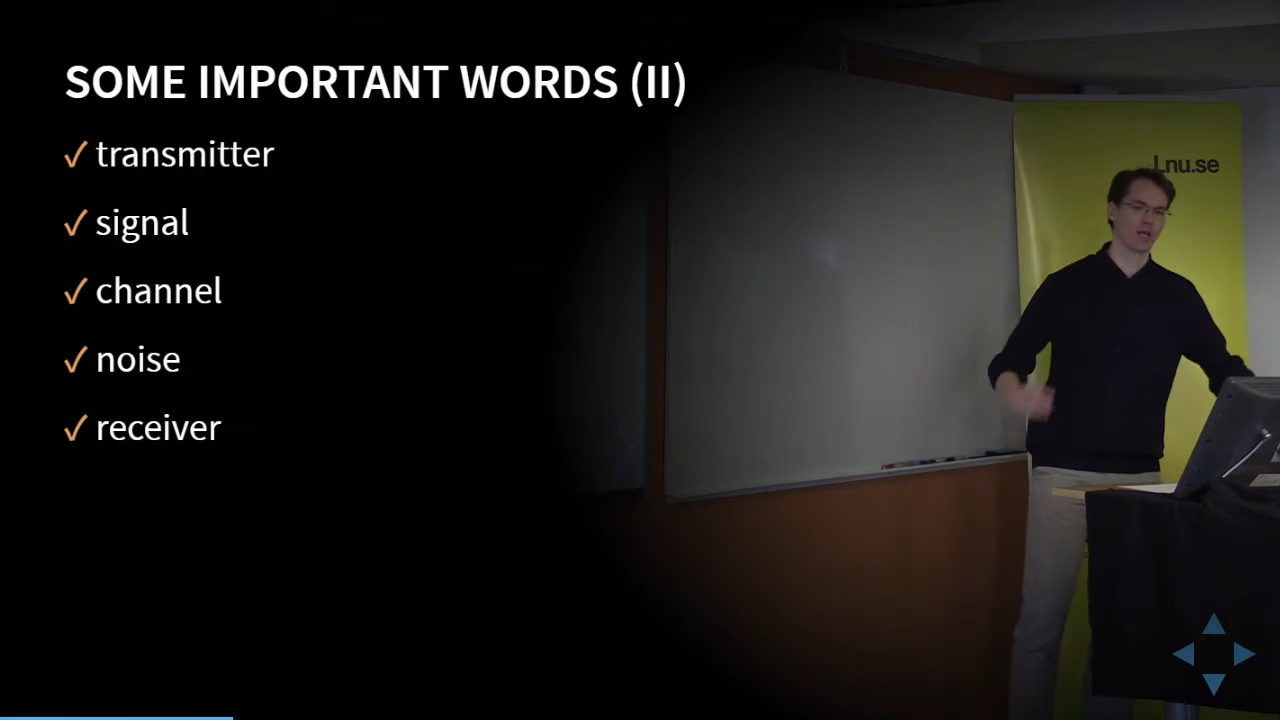 SOME IMPORTANT WORDS (II)
✓ transmitter
✓ signal
✓ channel
✓ noise
✓ receiver
Lnu.se